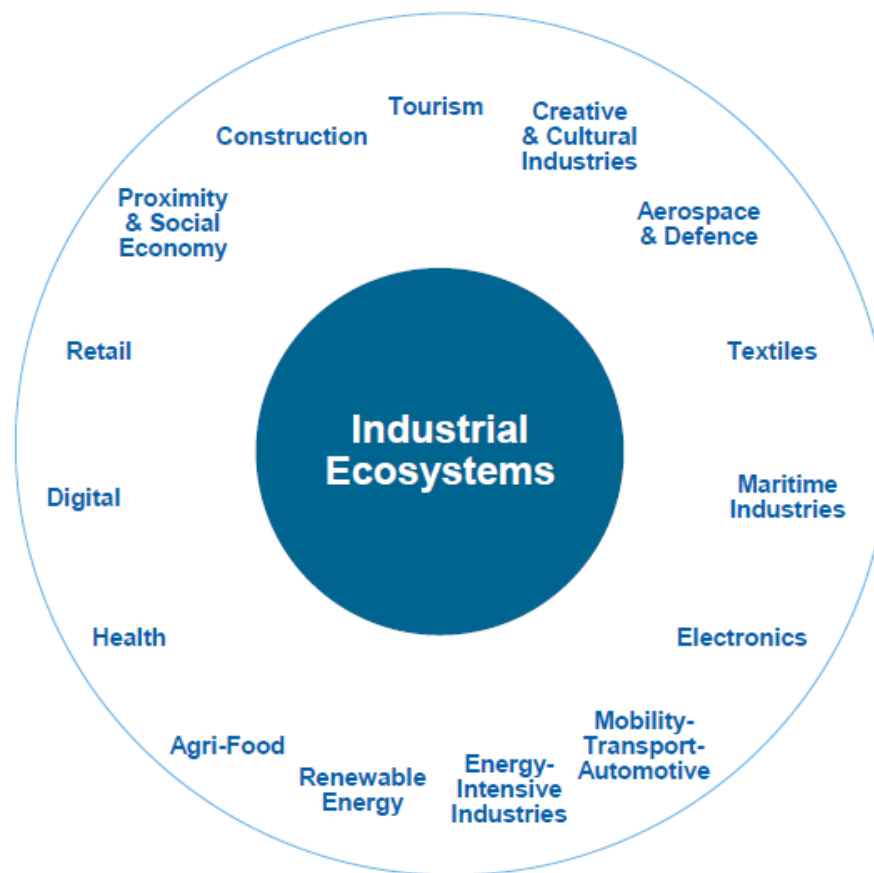 Tourism
Creative
& Cultural
Industries
Construction
Proximity
& Social
Economy
Aerospace
& Defence
Retail
Textiles
Industrial
Ecosystems
Digital
Maritime
Industries
Health
Electronics
Agri-Food
Renewable
Energy
Energy-
Intensive
Industries
Mobility-
Transport-
Automotive